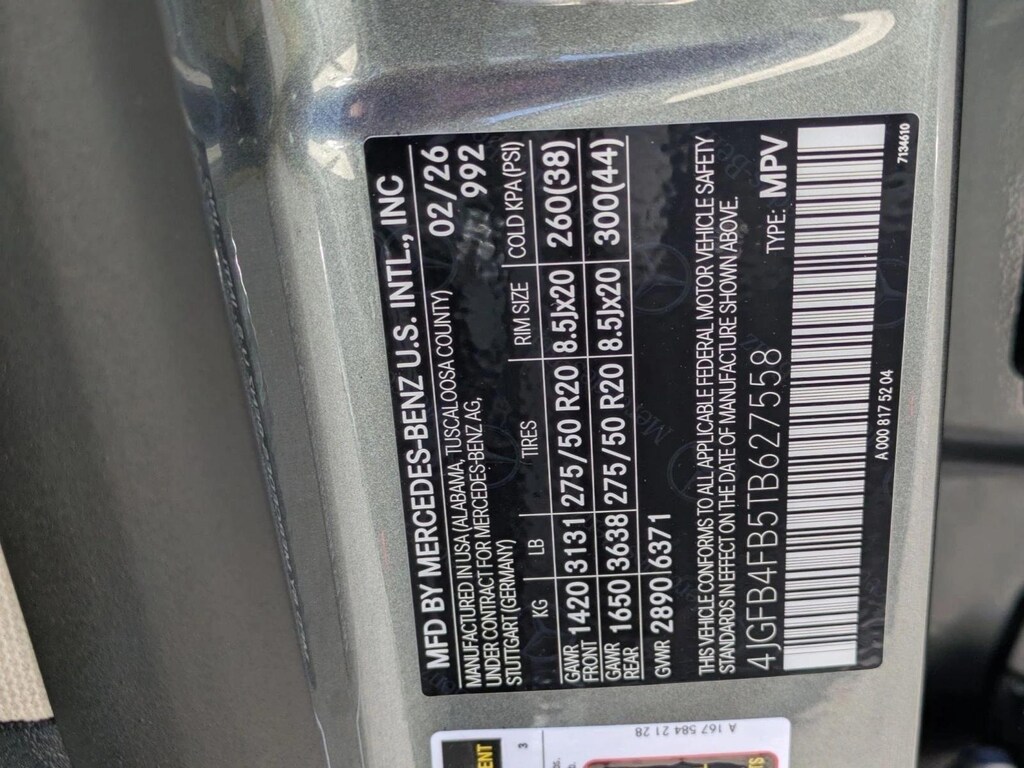 MFD BY MERCEDES-BENZ U.S. INTL., INC
MANUFACTURED IN USA (ALABAMA, TUSCALOOSA COUNTY) 02/26
UNDER CONTRACT FOR MERCEDES-BENZ AG, 992
STUTTGART (GERMANY)
KG LB TIRES RIM SIZE COLD KPA (PSI)
GAWR FRONT 1420 3131 275/50 R20 8.5Jx20 260(38)
GAWR REAR 1650 3638 275/50 R20 8.5Jx20 300(44)
GVWR 2890 6371
THIS VEHICLE CONFORMS TO ALL APPLICABLE FEDERAL MOTOR VEHICLE SAFETY
STANDARDS IN EFFECT ON THE DATE OF MANUFACTURE SHOWN ABOVE.
4JGFB4FB5TB627558 TYPE: MPV
A 000 817 52 04 7134610
A 167 584 21 28
3